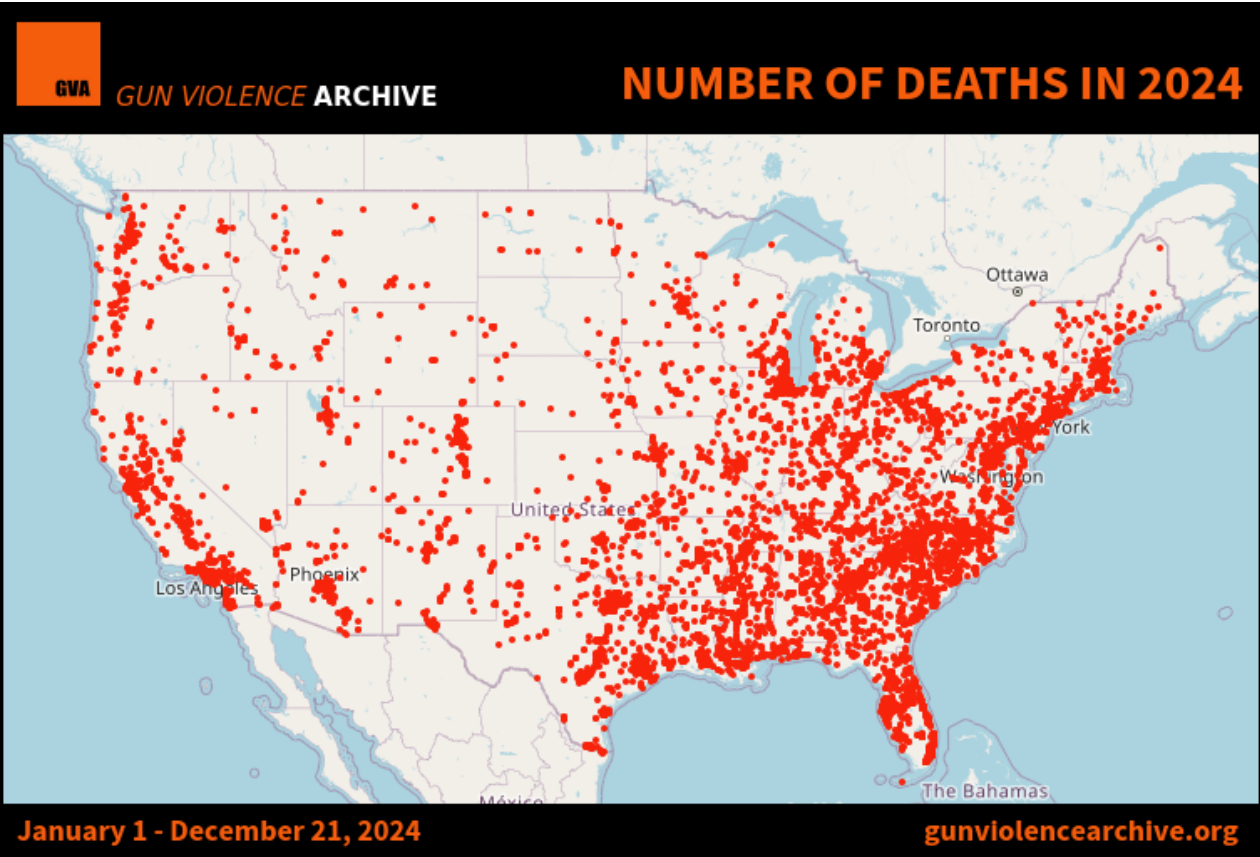 GVA
GUN VIOLENCE ARCHIVE
NUMBER OF DEATHS IN 2024
Ottawa
Toronto
York
Washington
United States
Phoenix
Los Angeles
The Bahamas
México
January 1 - December 21, 2024
gunviolencearchive.org